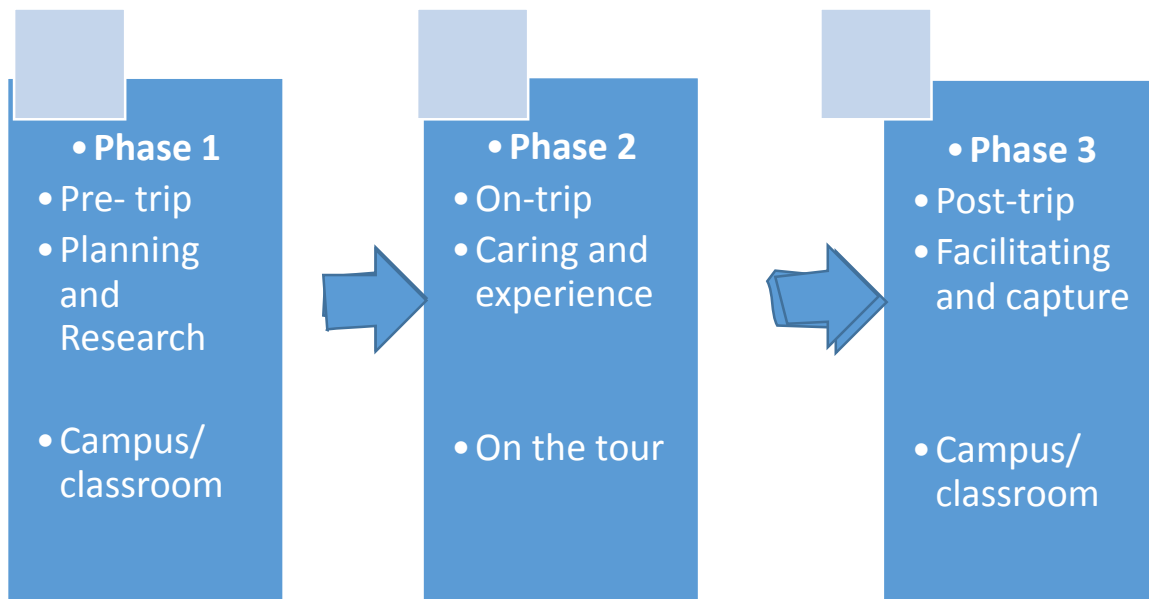 • Phase 1
• Pre- trip
• Planning
and
Research
• Campus/
classroom
• Phase 2
• On-trip
• Caring and
experience
• On the tour
• Phase 3
• Post-trip
• Facilitating
and capture
• Campus/
classroom